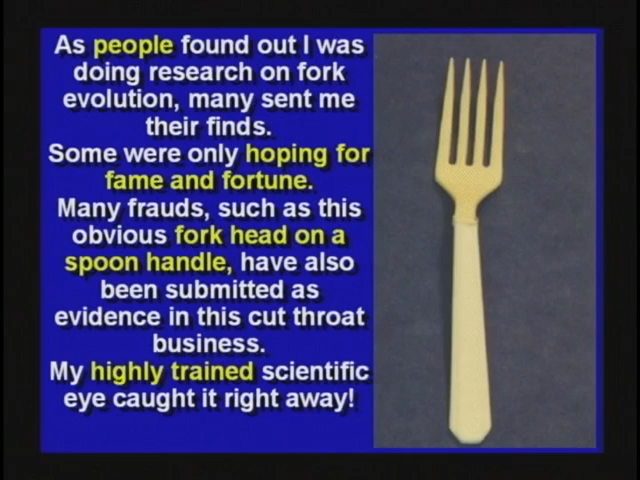 As people found out I was
doing research on fork
evolution, many sent me
their finds.
Some were only hoping for
fame and fortune.
Many frauds, such as this
obvious fork head on a
spoon handle, have also
been submitted as
evidence in this cut throat
business.
My highly trained scientific
eye caught it right away!